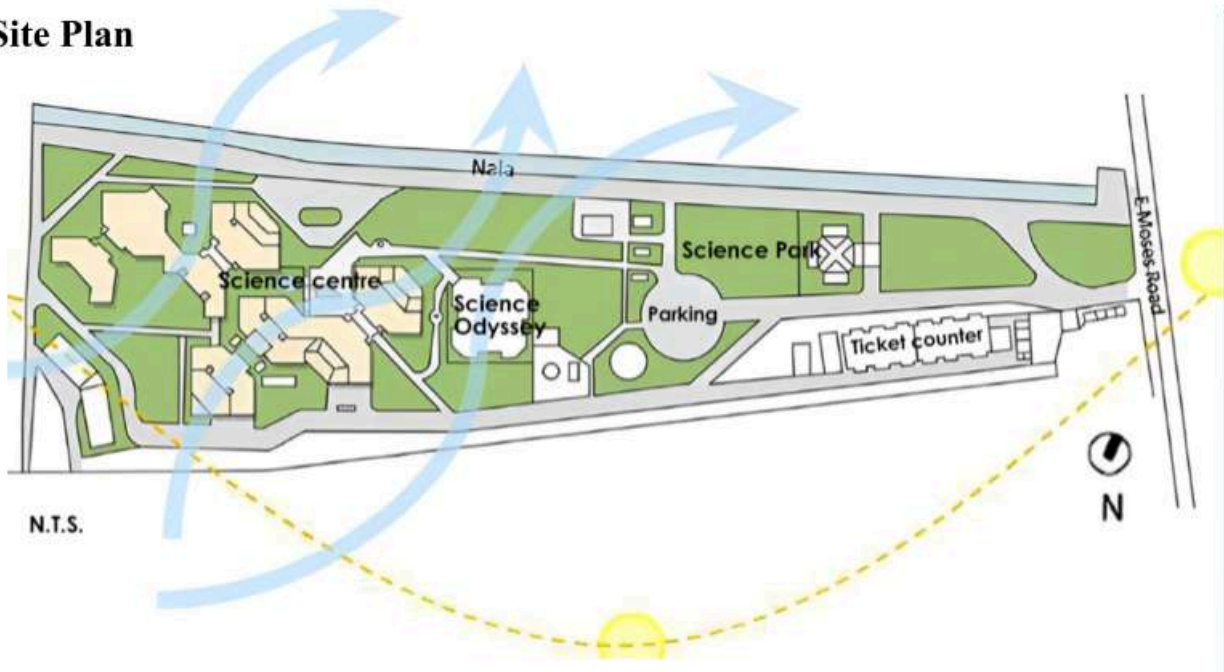 Site Plan
Nala
E Moses Road
Science Park
Science centre
Science
Odyssey
Parking
Ticket counter
N
N.T.S.